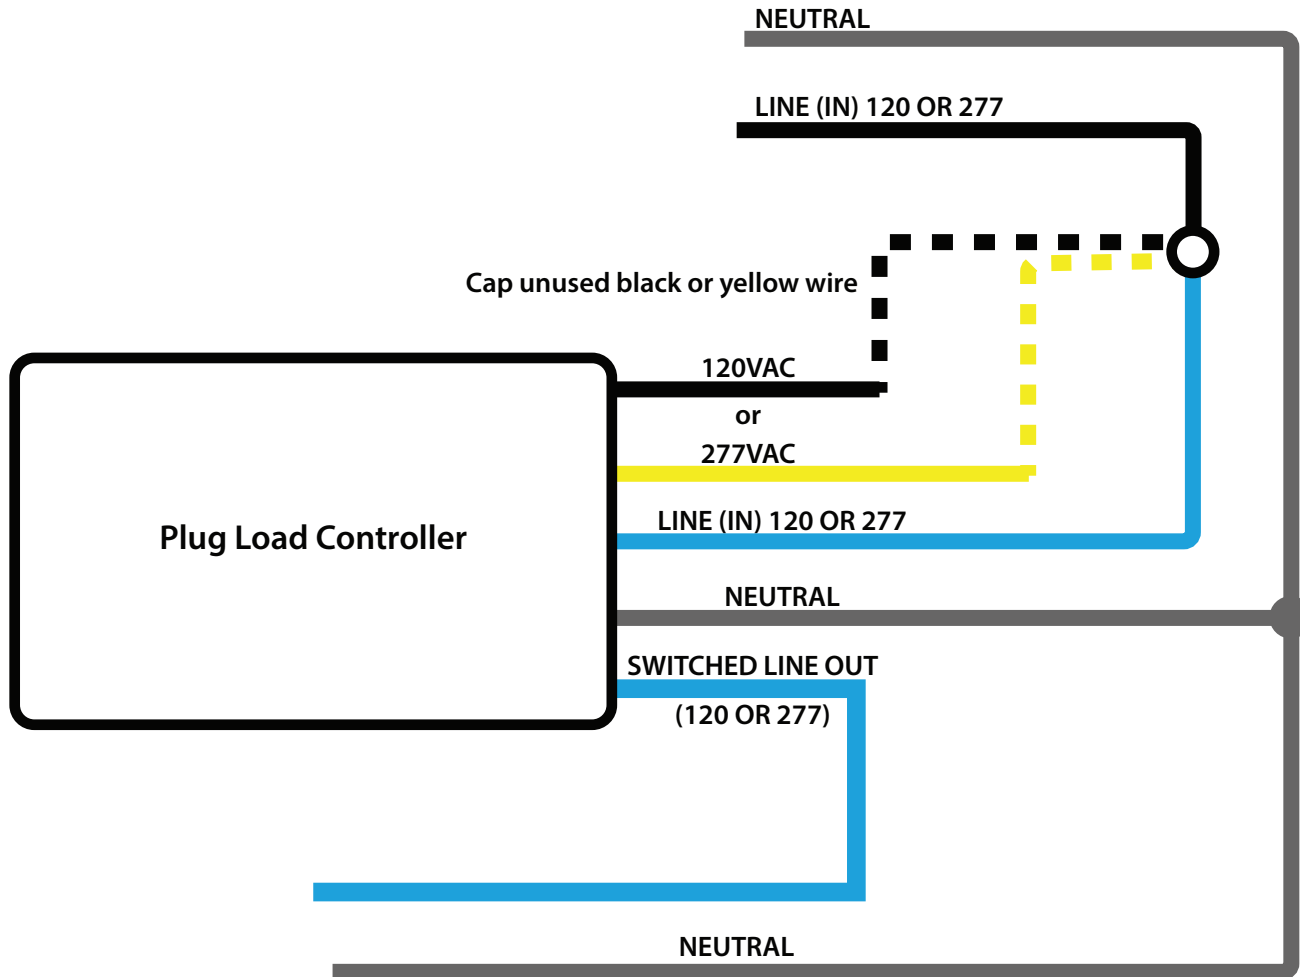 NEUTRAL
LINE (IN) 120 OR 277
Cap unused black or yellow wire
120VAC
or
277VAC
LINE (IN) 120 OR 277
Plug Load Controller
NEUTRAL
SWITCHED LINE OUT
(120 OR 277)
NEUTRAL